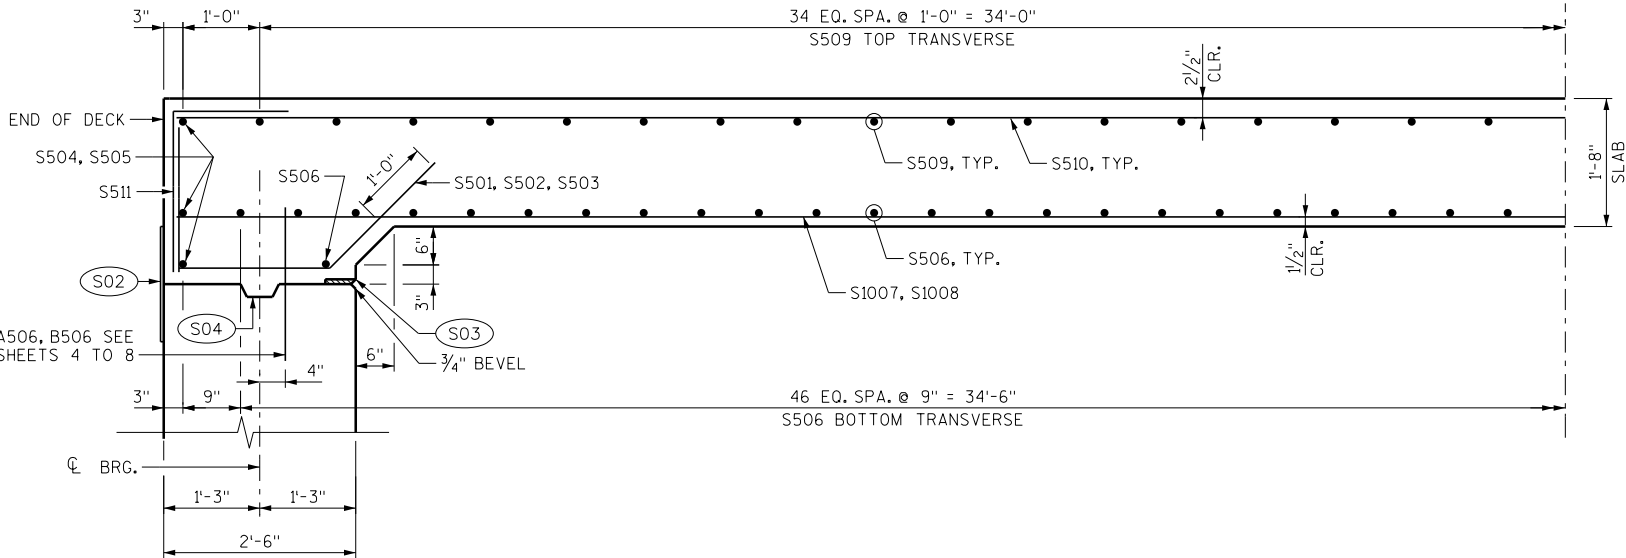 3" 1'-0" 34 EQ. SPA. @ 1'-0" = 34'-0"
S509 TOP TRANSVERSE
2½" CLR.
END OF DECK
S504, S505
S511
S506
1'-0"
S501, S502, S503
S509, TYP.
S510, TYP.
1'-8" SLAB
S506, TYP.
1½" CLR.
S1007, S1008
6"
3"
S02
S04
S03
A506, B506 SEE
SHEETS 4 TO 8
¾" BEVEL
6"
4"
3" 9" 46 EQ. SPA. @ 9" = 34'-6"
S506 BOTTOM TRANSVERSE
℄ BRG.
1'-3" 1'-3"
2'-6"